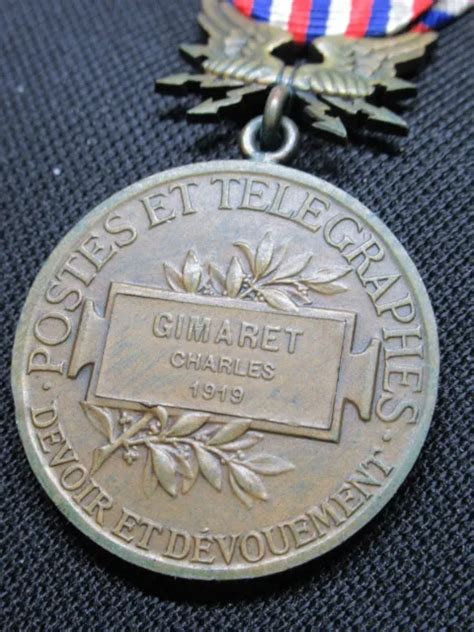 · POSTES ET TELEGRAPHES ·
GIMARET
CHARLES
1919
DEVOIR ET DÉVOUEMENT